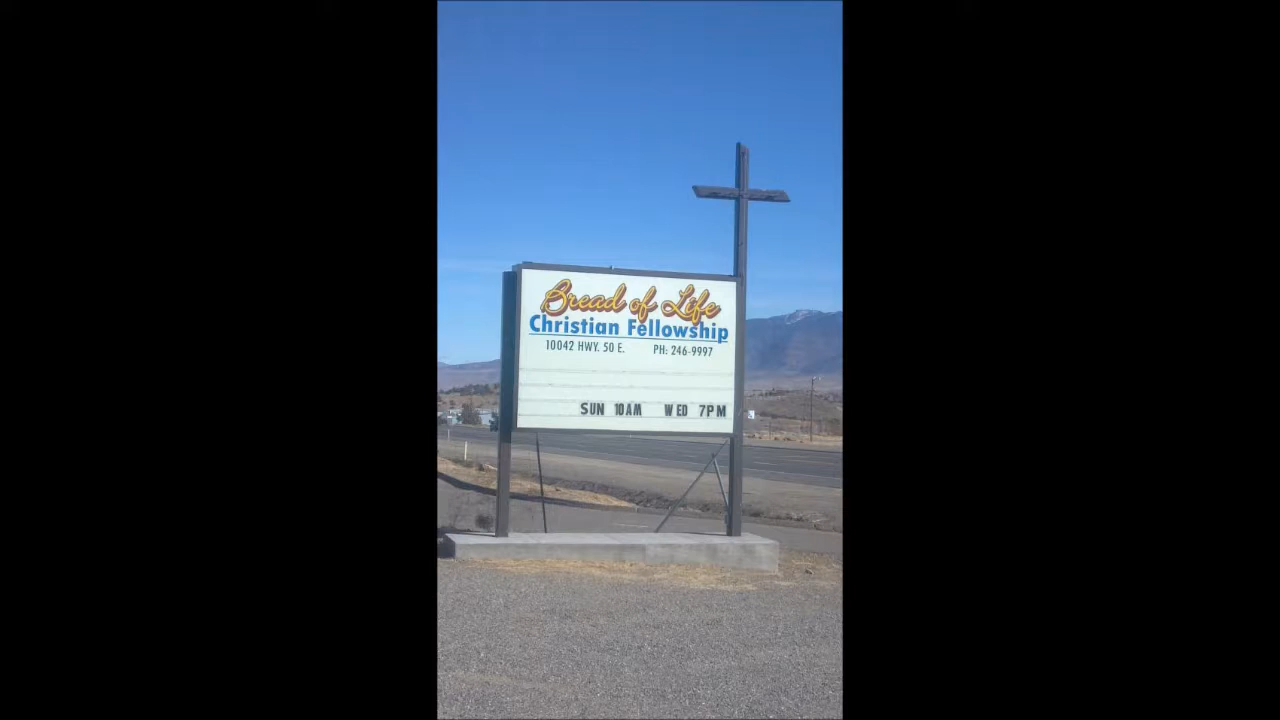 Bread of Life
Christian Fellowship
10042 HWY. 50 E. PH: 246-9997
SUN 10AM WED 7PM